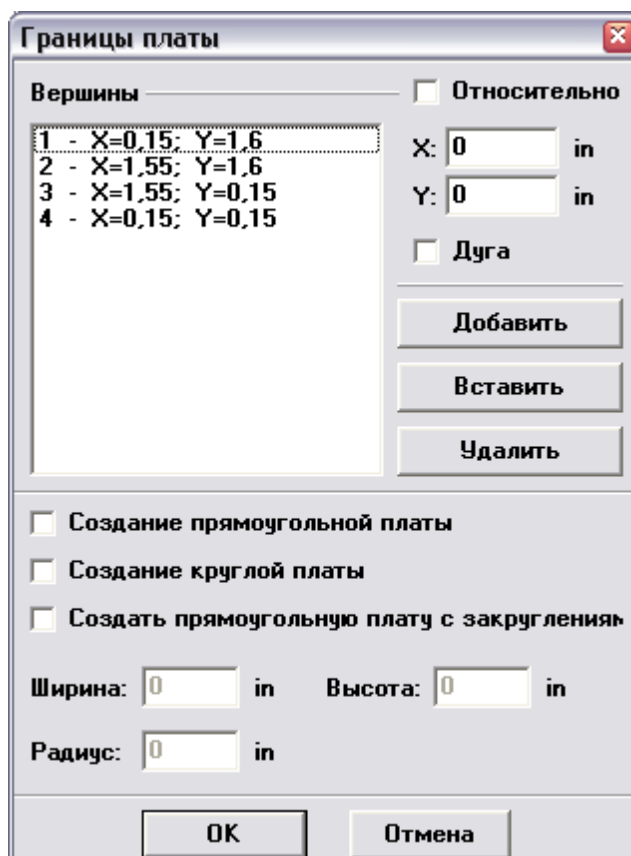 Границы платы
Вершины
Относительно
1 - X=0,15; Y=1,6
2 - X=1,55; Y=1,6
3 - X=1,55; Y=0,15
4 - X=0,15; Y=0,15
X: 0 in
Y: 0 in
Дуга
Добавить
Вставить
Удалить
Создание прямоугольной платы
Создание круглой платы
Создать прямоугольную плату с закруглениям
Ширина: 0 in Высота: 0 in
Радиус: 0 in
OK Отмена